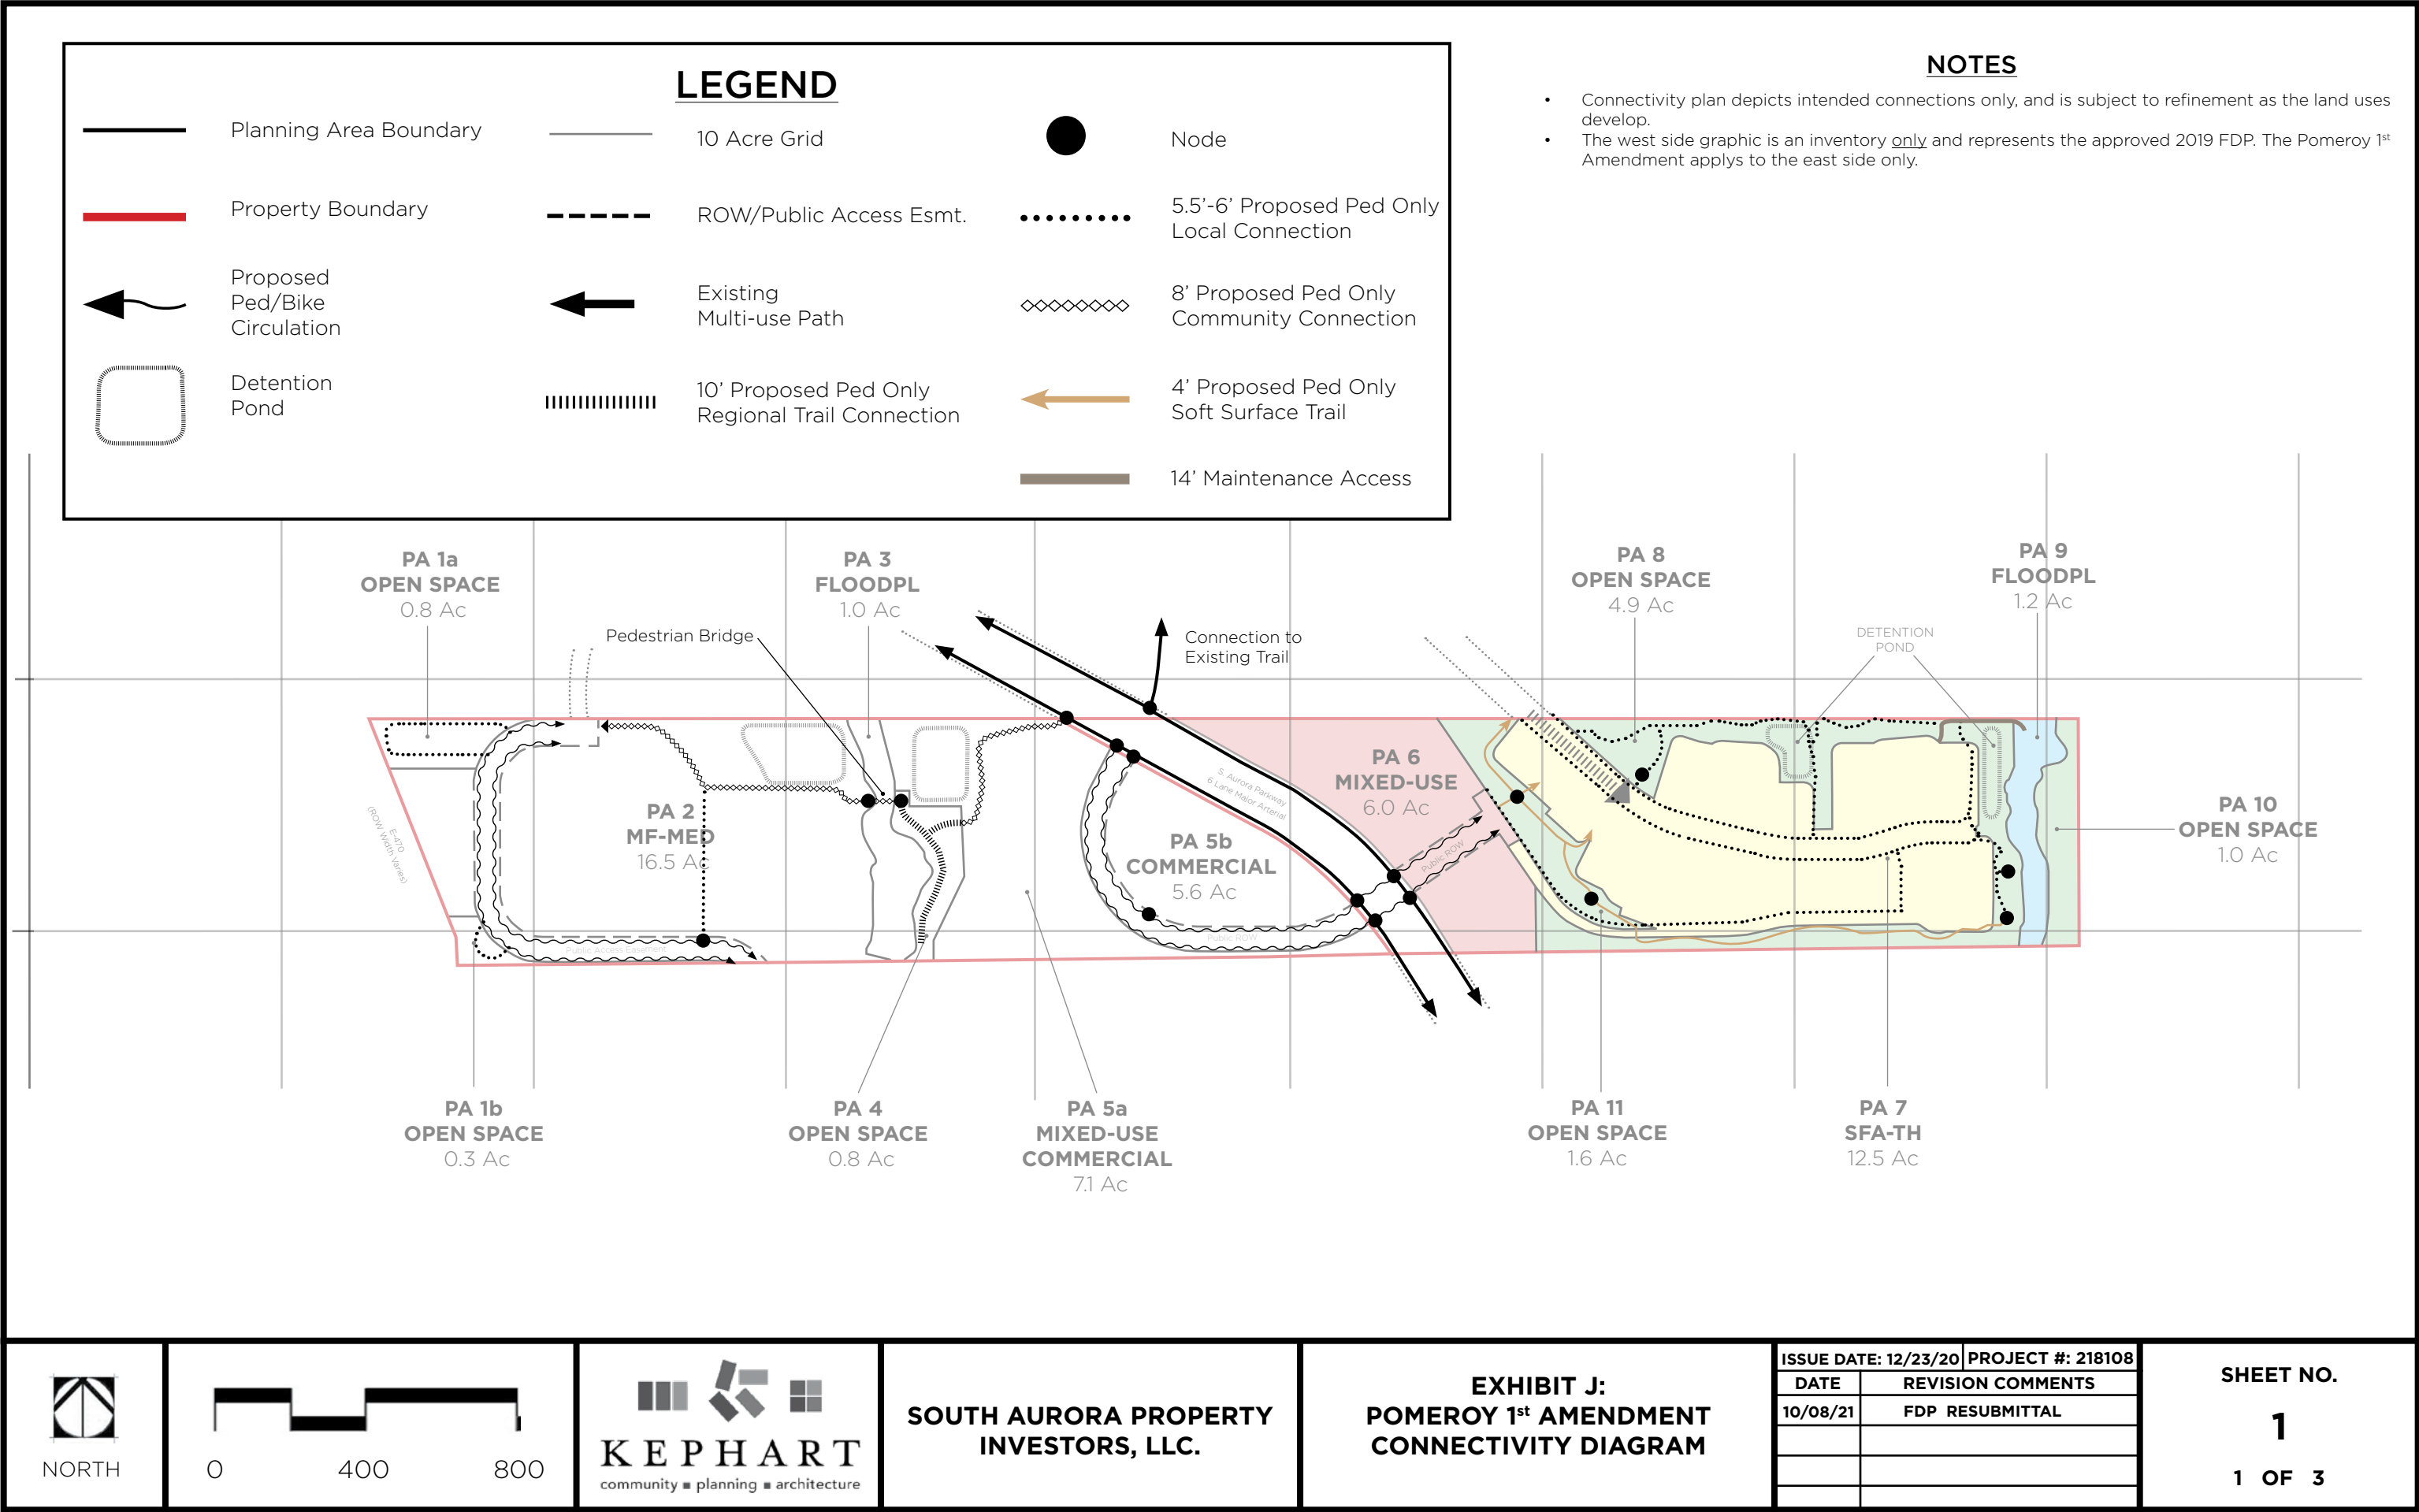 LEGEND
Planning Area Boundary
Property Boundary
Proposed
Ped/Bike
Circulation
Detention
Pond
10 Acre Grid
ROW/Public Access Esmt.
Existing
Multi-use Path
10’ Proposed Ped Only
Regional Trail Connection
Node
5.5’-6’ Proposed Ped Only
Local Connection
8’ Proposed Ped Only
Community Connection
4’ Proposed Ped Only
Soft Surface Trail
14’ Maintenance Access
NOTES
• Connectivity plan depicts intended connections only, and is subject to refinement as the land uses
develop.
• The west side graphic is an inventory only and represents the approved 2019 FDP. The Pomeroy 1st
Amendment applys to the east side only.
PA 1a
OPEN SPACE
0.8 Ac
PA 3
FLOODPL
1.0 Ac
Pedestrian Bridge
Connection to
Existing Trail
PA 8
OPEN SPACE
4.9 Ac
DETENTION
POND
PA 9
FLOODPL
1.2 Ac
E-470
(ROW Width Varies)
PA 2
MF-MED
16.5 Ac
Public Access Easement
S. Aurora Parkway
6 Lane Major Arterial
PA 5b
COMMERCIAL
5.6 Ac
Public ROW
PA 6
MIXED-USE
6.0 Ac
Public ROW
PA 10
OPEN SPACE
1.0 Ac
PA 1b
OPEN SPACE
0.3 Ac
PA 4
OPEN SPACE
0.8 Ac
PA 5a
MIXED-USE
COMMERCIAL
7.1 Ac
PA 11
OPEN SPACE
1.6 Ac
PA 7
SFA-TH
12.5 Ac
NORTH
0 400 800
KEPHART
community ■ planning ■ architecture
SOUTH AURORA PROPERTY
INVESTORS, LLC.
EXHIBIT J:
POMEROY 1st AMENDMENT
CONNECTIVITY DIAGRAM
ISSUE DATE: 12/23/20 PROJECT #: 218108
DATE REVISION COMMENTS
10/08/21 FDP RESUBMITTAL
SHEET NO.
1
1 OF 3